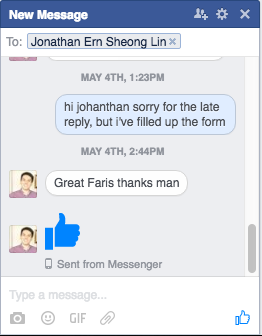 New Message
To: Jonathan Ern Sheong Lin
MAY 4TH, 1:23PM
hi johanthan sorry for the late
reply, but i've filled up the form
MAY 4TH, 2:44PM
Great Faris thanks man
Sent from Messenger
Type a message...
GIF